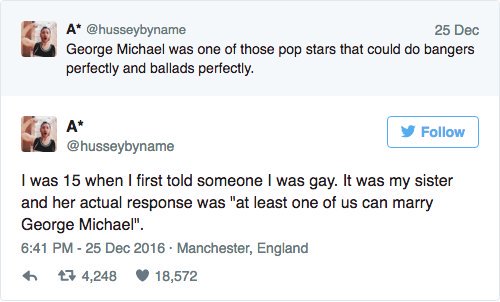 A* @husseybyname 25 Dec
George Michael was one of those pop stars that could do bangers
perfectly and ballads perfectly.
A*
@husseybyname
Follow
I was 15 when I first told someone I was gay. It was my sister
and her actual response was "at least one of us can marry
George Michael".
6:41 PM - 25 Dec 2016 · Manchester, England
4,248 18,572